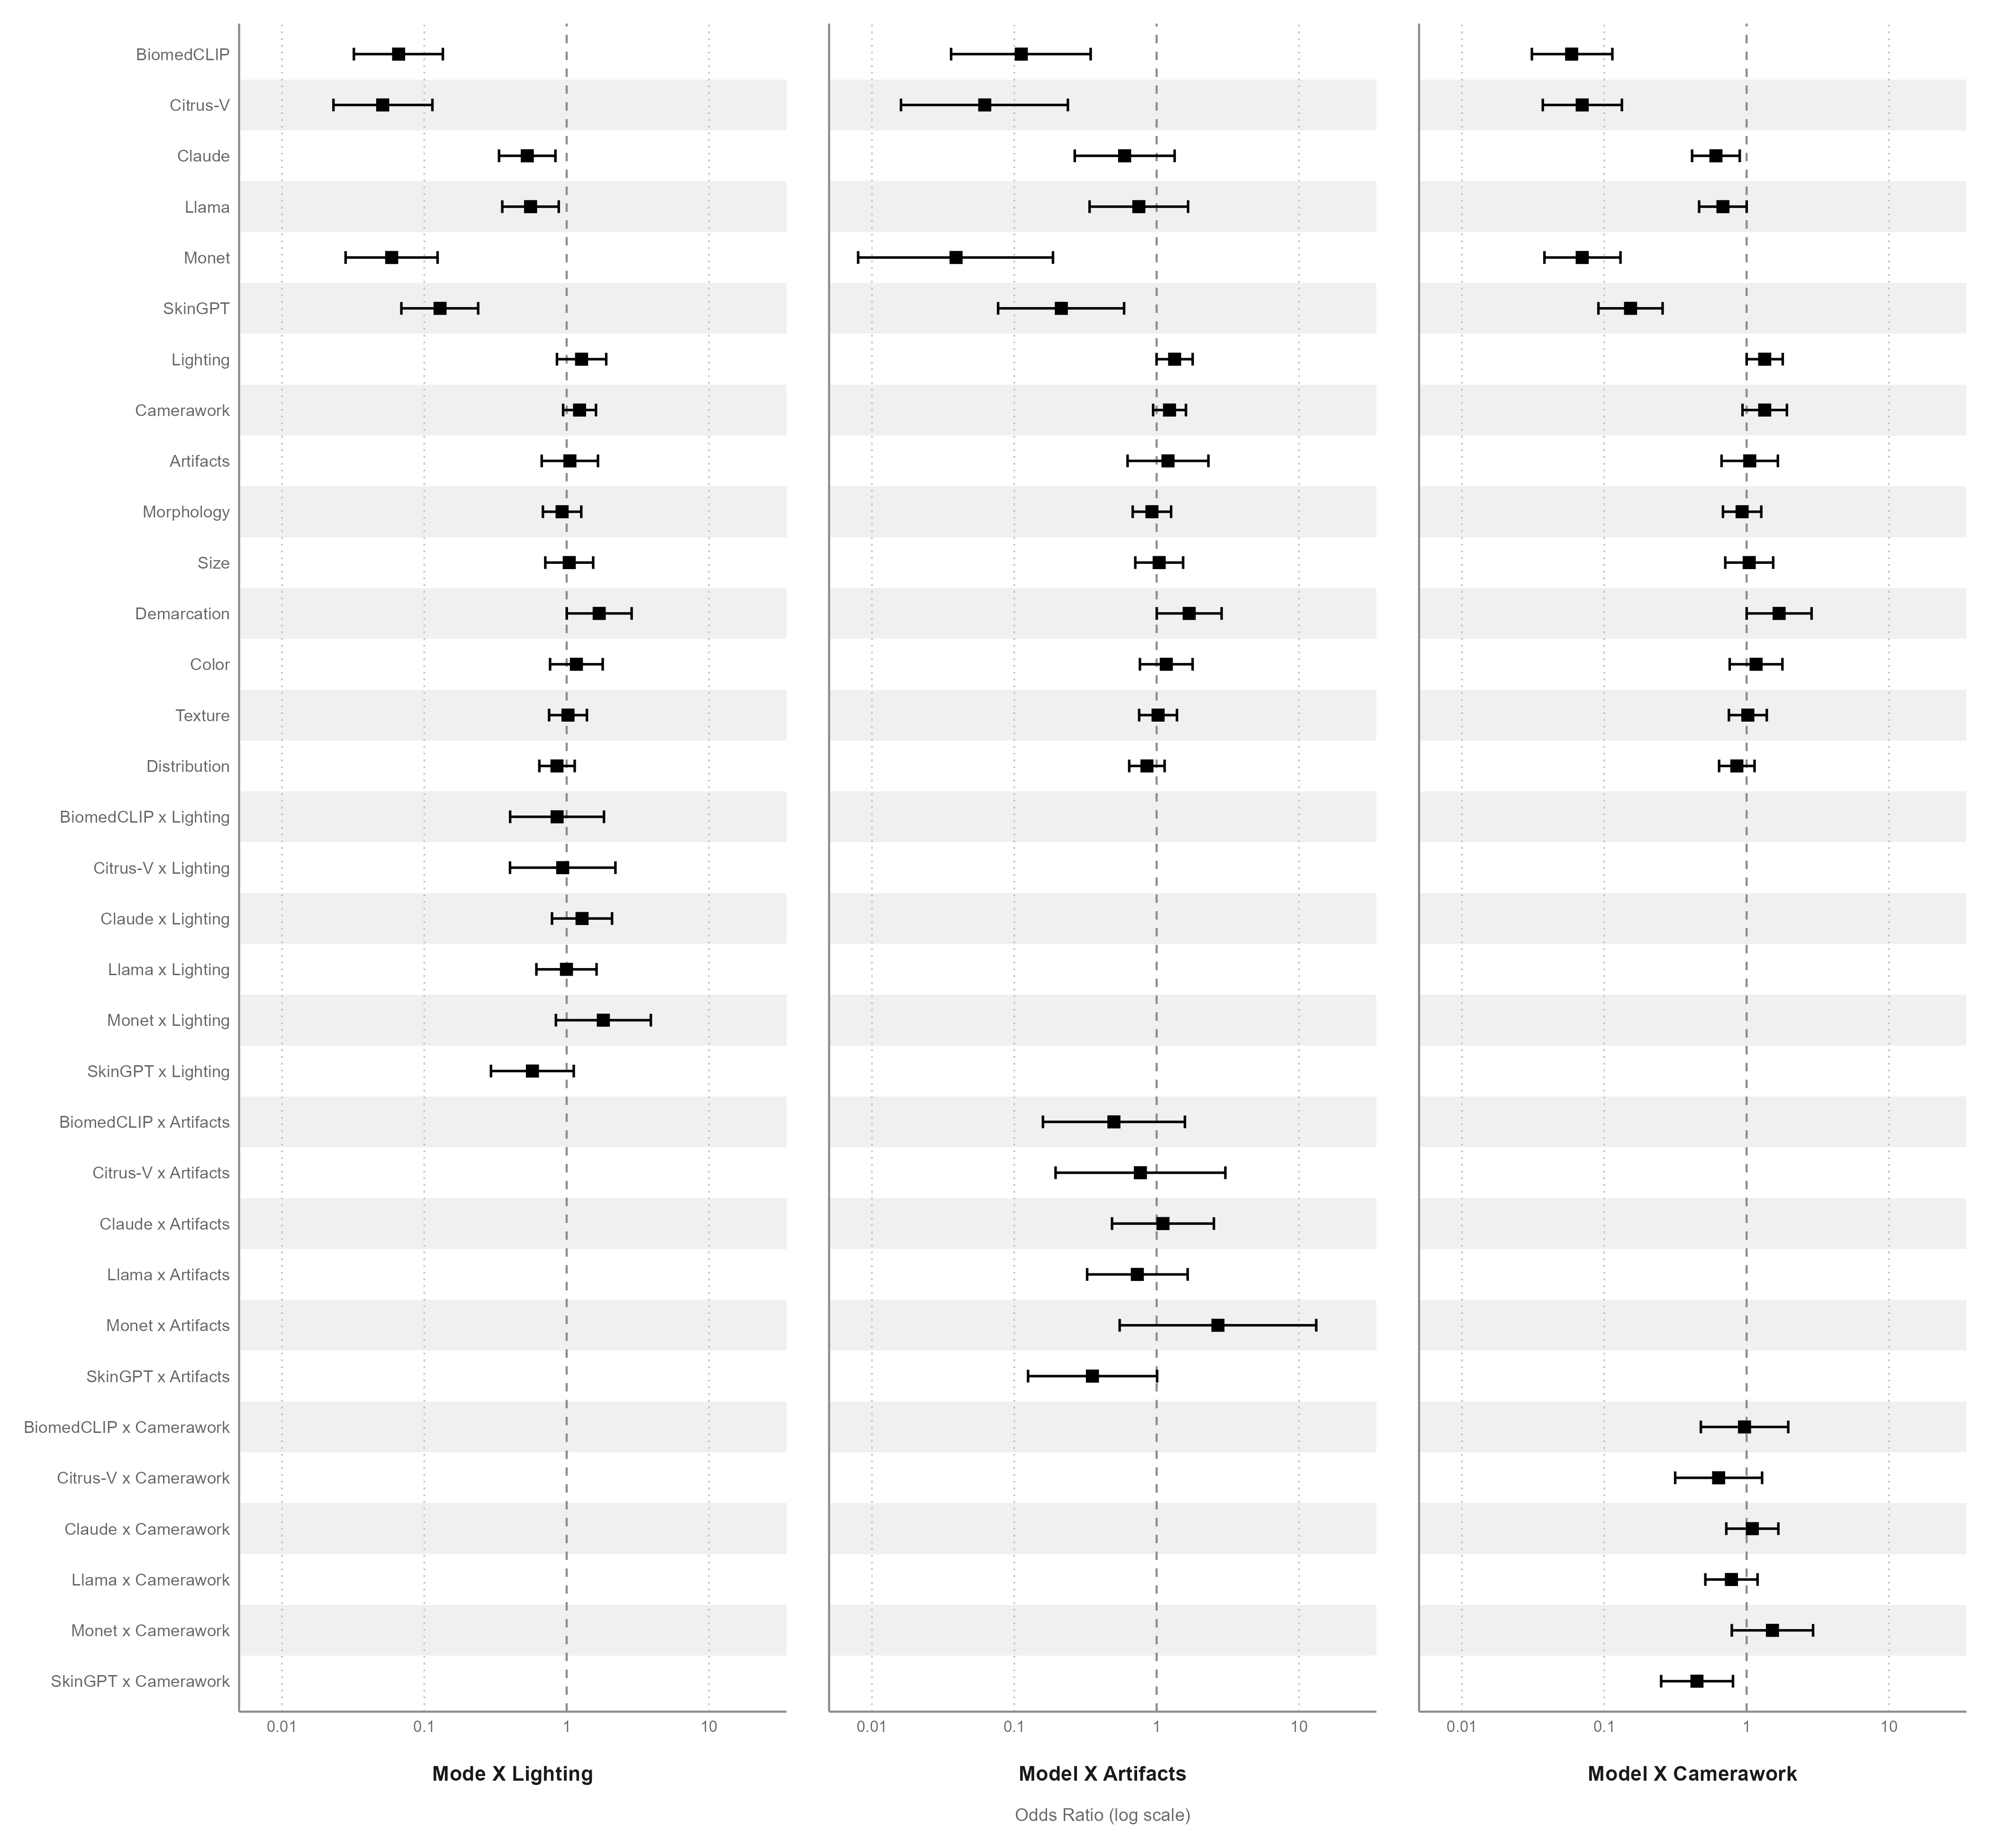 BiomedCLIP
Citrus-V
Claude
Llama
Monet
SkinGPT
Lighting
Camerawork
Artifacts
Morphology
Size
Demarcation
Color
Texture
Distribution
BiomedCLIP x Lighting
Citrus-V x Lighting
Claude x Lighting
Llama x Lighting
Monet x Lighting
SkinGPT x Lighting
BiomedCLIP x Artifacts
Citrus-V x Artifacts
Claude x Artifacts
Llama x Artifacts
Monet x Artifacts
SkinGPT x Artifacts
BiomedCLIP x Camerawork
Citrus-V x Camerawork
Claude x Camerawork
Llama x Camerawork
Monet x Camerawork
SkinGPT x Camerawork
0.01 0.1 1 10 0.01 0.1 1 10 0.01 0.1 1 10
Mode X Lighting Model X Artifacts Model X Camerawork
Odds Ratio (log scale)